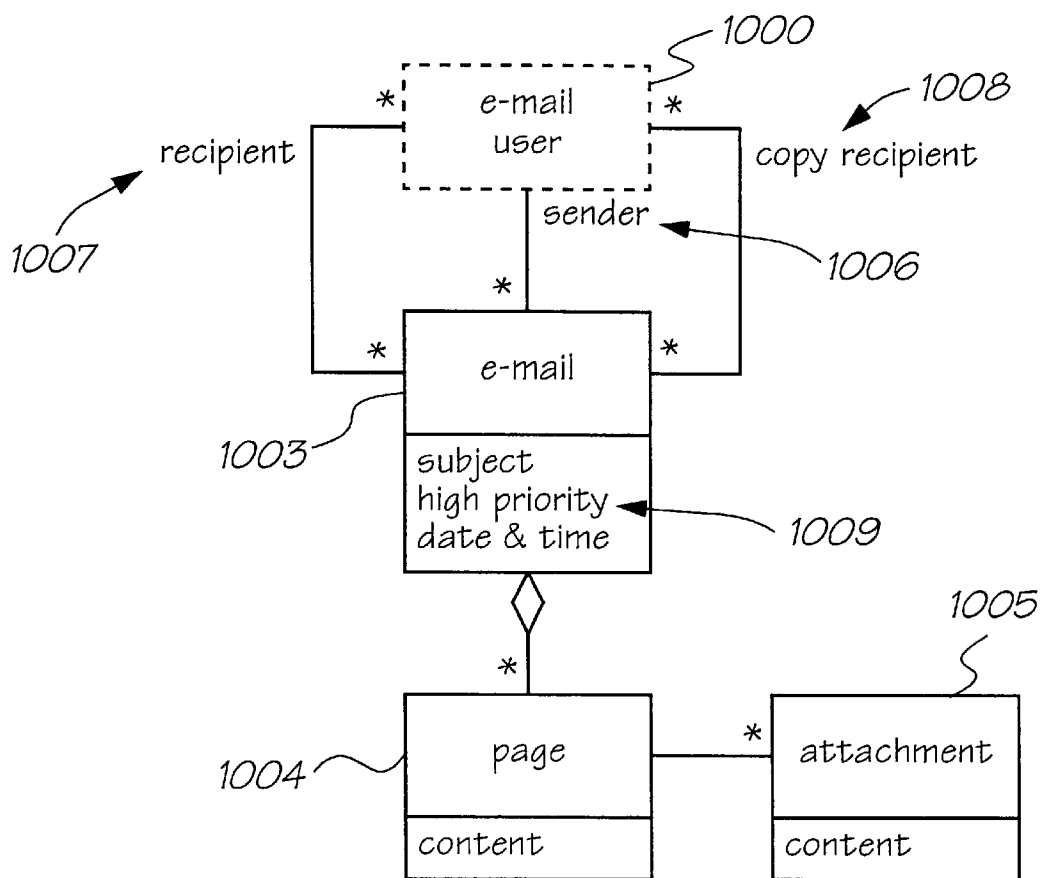 1000
*
e-mail
user
*
1008
recipient
copy recipient
sender
1007
1006
*
*
e-mail
*
1003
subject
high priority
date & time
1009
1005
*
page
*
attachment
1004
content
content